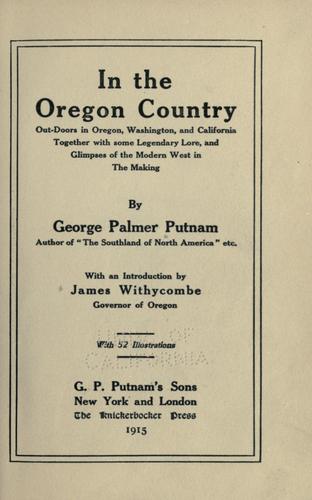 In the
Oregon Country
Out-Doors in Oregon, Washington, and California
Together with some Legendary Lore, and
Glimpses of the Modern West in
The Making
By
George Palmer Putnam
Author of "The Southland of North America" etc.
With an Introduction by
James Withycombe
Governor of Oregon
UNIV. OF
With 52 Illustrations
CALIFORNIA
G. P. Putnam's Sons
New York and London
The Knickerbocker Press
1915